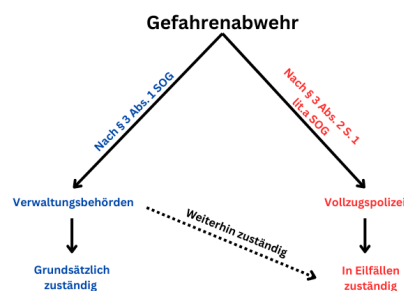 Gefahrenabwehr
Nach § 3 Abs. 1 SOG
Nach § 3 Abs. 2 S. 1
lit.a SOG
Verwaltungsbehörden
Vollzugspolizei
Weiterhin zuständig
Grundsätzlich
zuständig
In Eilfällen
zuständig